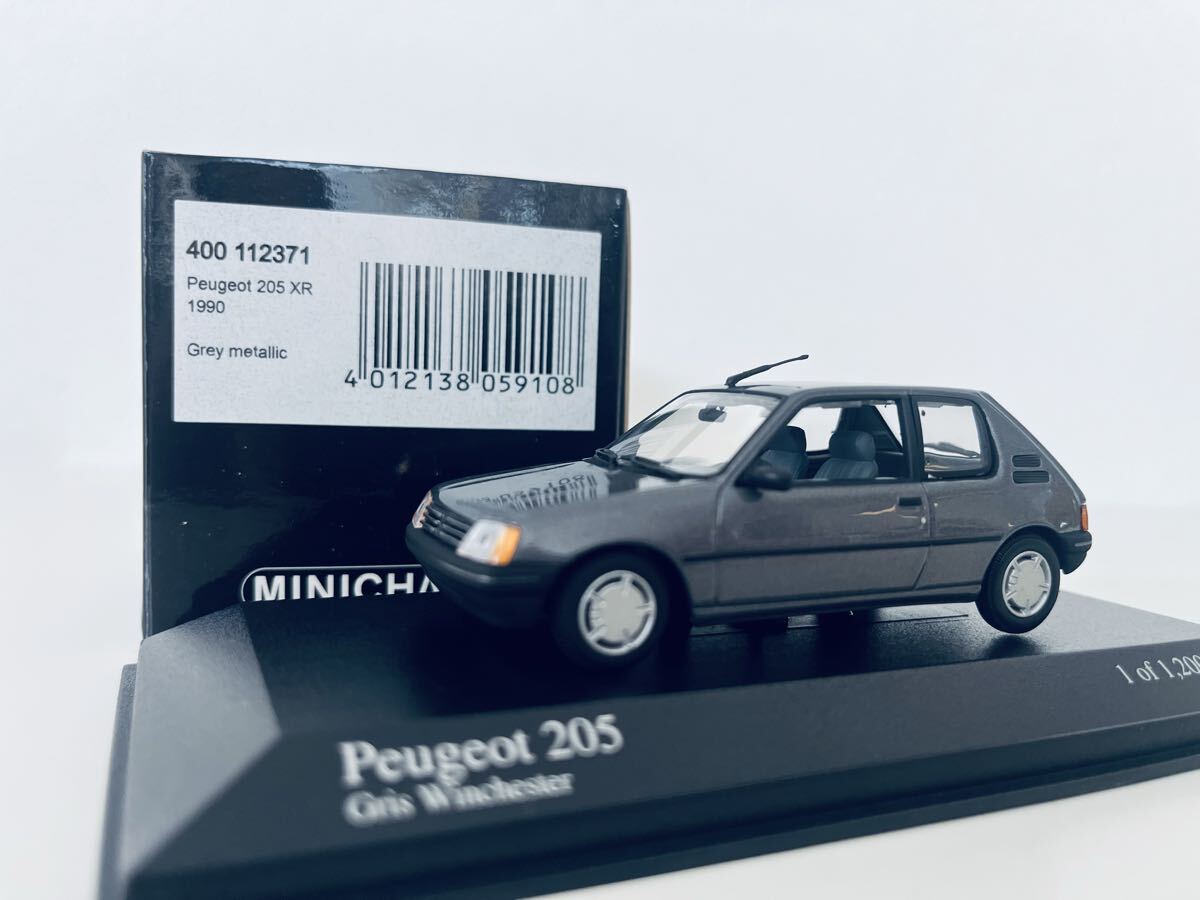 400 112371
Peugeot 205 XR
1990
Grey metallic
4 012138 059108
MINICHA
Peugeot 205
Gris Winchester
1 of 1,200